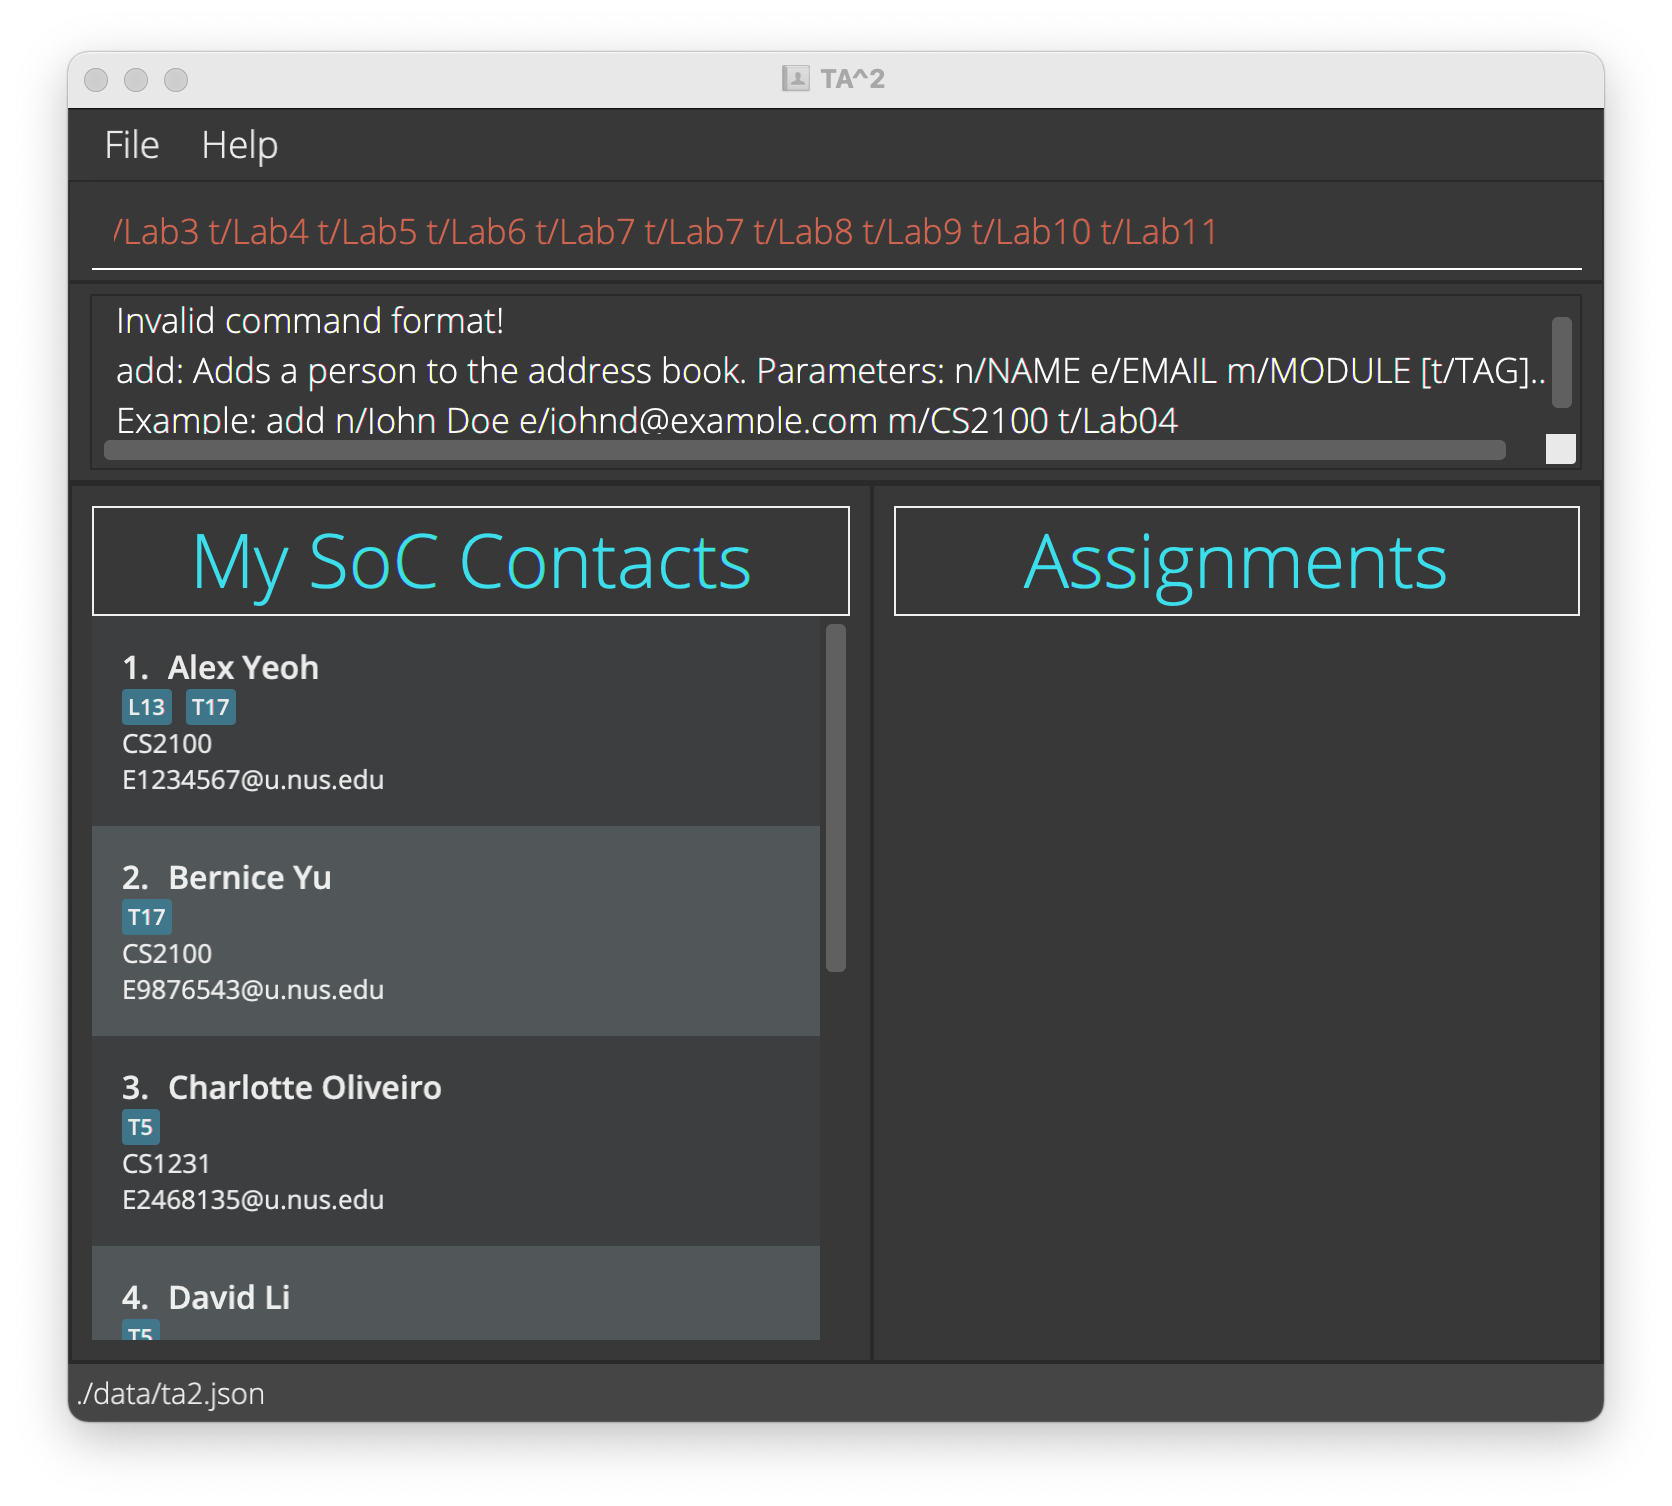 TA^2
File Help
/Lab3 t/Lab4 t/Lab5 t/Lab6 t/Lab7 t/Lab7 t/Lab8 t/Lab9 t/Lab10 t/Lab11
Invalid command format!
add: Adds a person to the address book. Parameters: n/NAME e/EMAIL m/MODULE [t/TAG]..
Example: add n/John Doe e/johnd@example.com m/CS2100 t/Lab04
My SoC Contacts
1. Alex Yeoh
L13 T17
CS2100
E1234567@u.nus.edu
2. Bernice Yu
T17
CS2100
E9876543@u.nus.edu
3. Charlotte Oliveiro
T5
CS1231
E2468135@u.nus.edu
4. David Li
T5
Assignments
./data/ta2.json